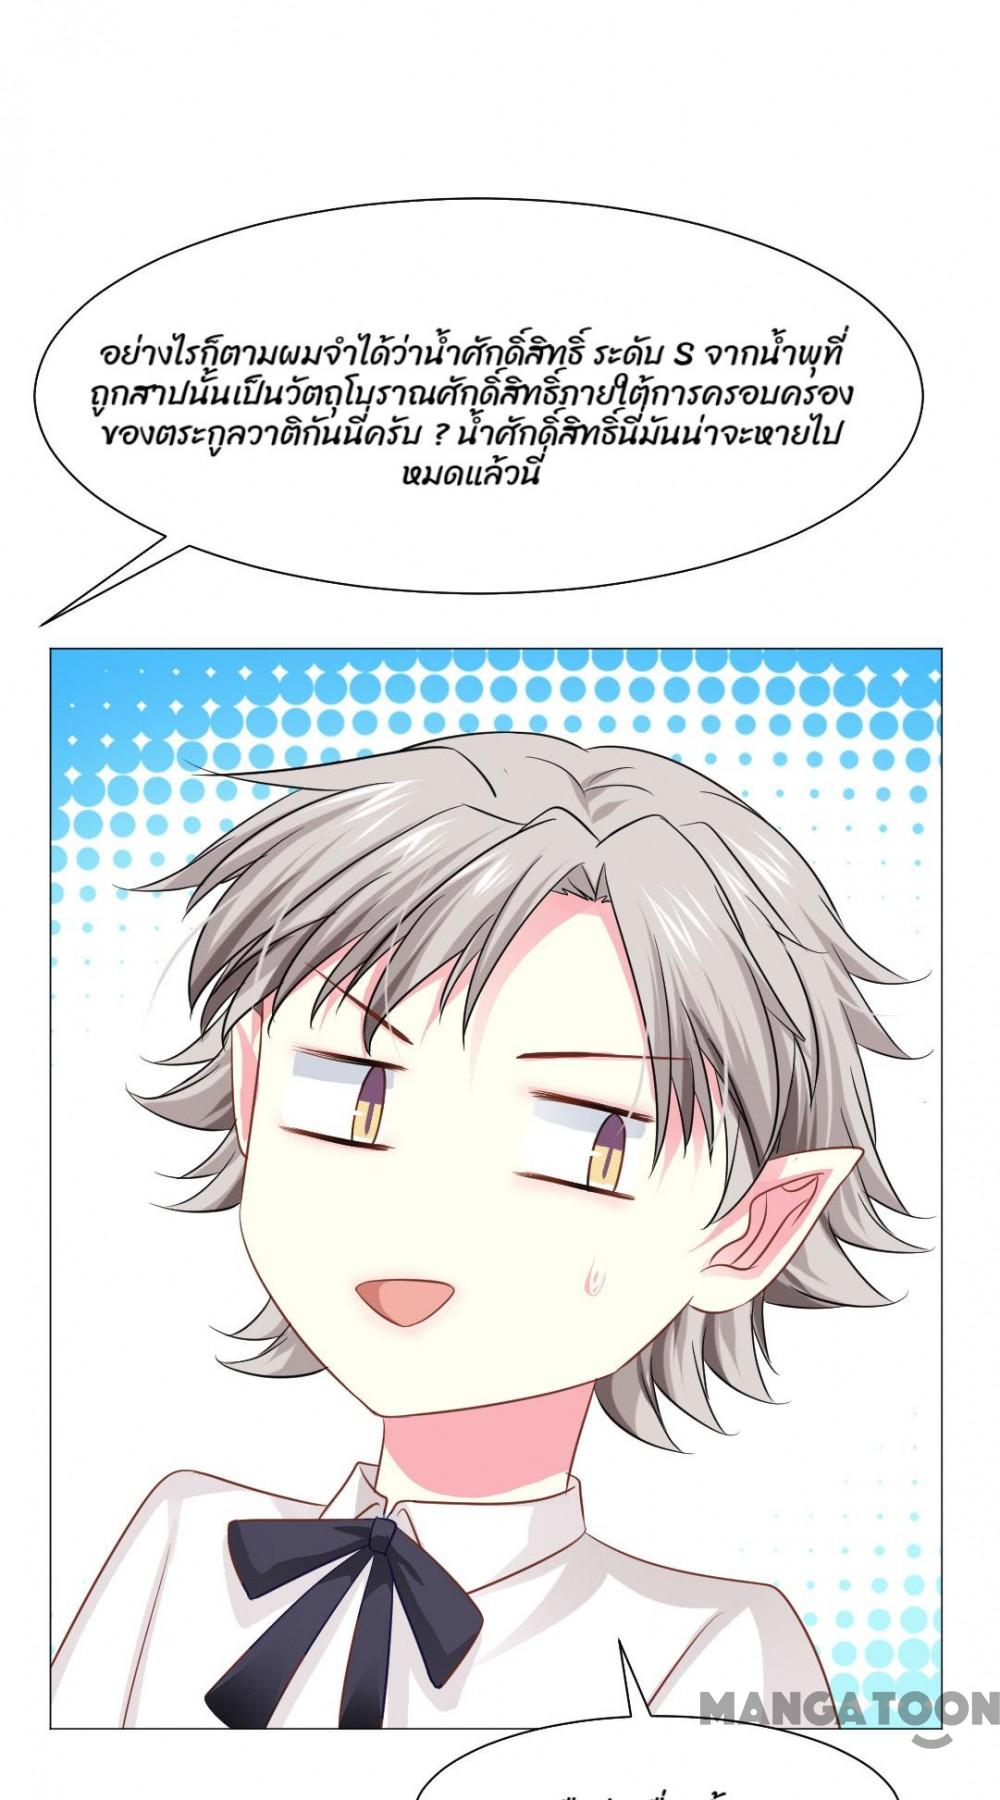 อย่างไรก็ตามผมจำได้ว่าน้ำศักดิ์สิทธิ์ ระดับ S จากน้ำพุที่
ถูกสาปนั้นเป็นวัตถุโบราณศักดิ์สิทธิ์ภายใต้การครอบครอง
ของตระกูลวาติกันนี่ครับ ? น้ำศักดิ์สิทธิ์นี่มันน่าจะหายไป
หมดแล้วนี่
MANGATOON